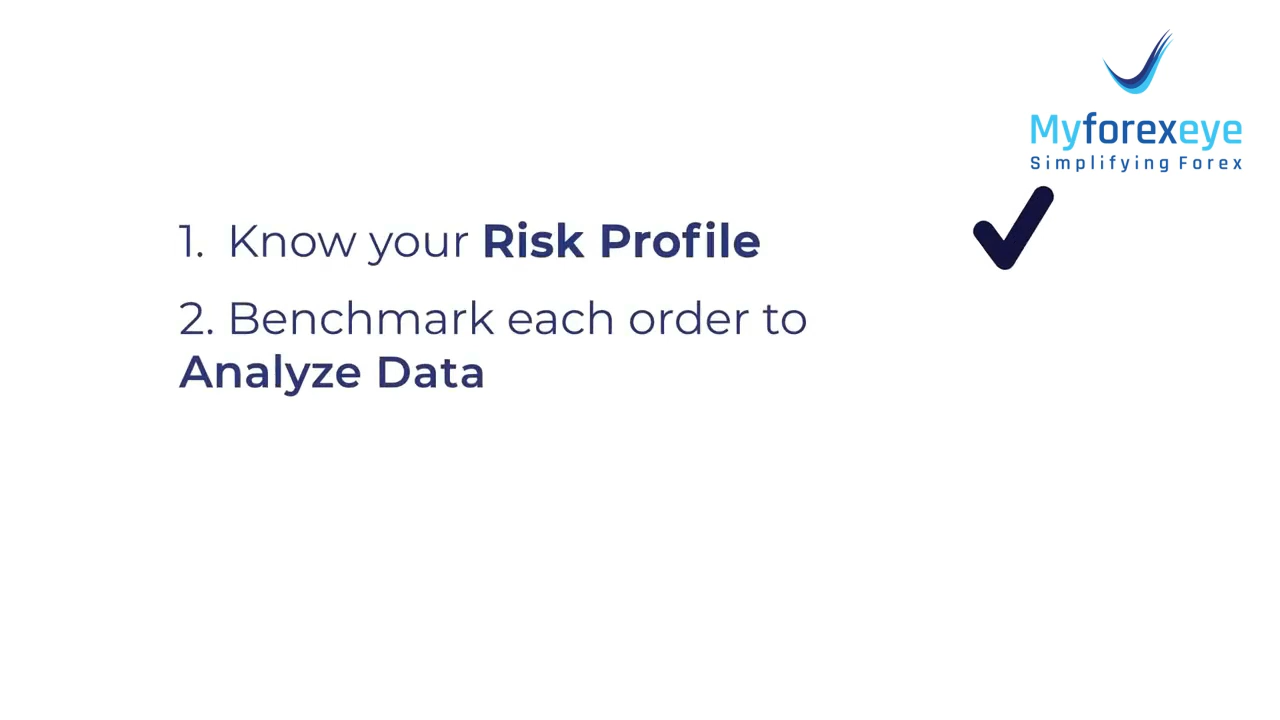 Myforexeye
Simplifying Forex
1. Know your Risk Profile
2. Benchmark each order to
Analyze Data